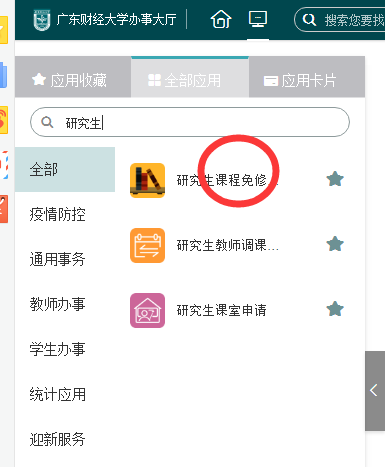 广东财经大学办事大厅
搜索您要找
应用收藏
全部应用
应用卡片
研究生
全部
疫情防控
通用事务
教师办事
学生办事
统计应用
迎新服务
研究生课程免修...
研究生教师调课...
研究生课室申请